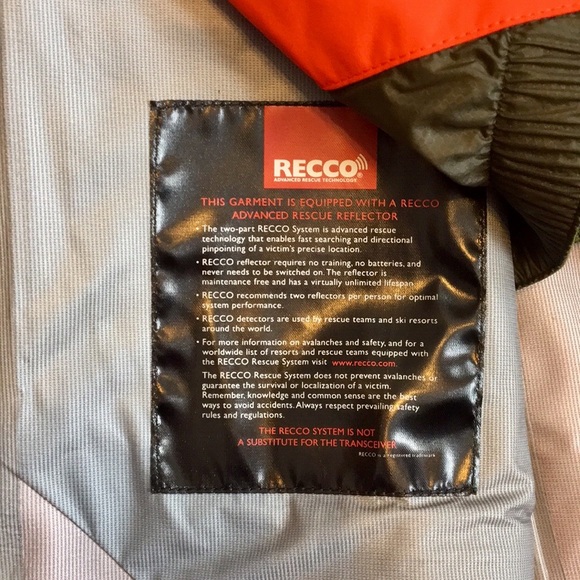 RECCO®
ADVANCED RESCUE TECHNOLOGY
THIS GARMENT IS EQUIPPED WITH A RECCO
ADVANCED RESCUE REFLECTOR
• The two-part RECCO System is advanced rescue
technology that enables fast searching and directional
pinpointing of a victim's precise location.
• RECCO reflector requires no training, no batteries, and
never needs to be switched on. The reflector is
maintenance free and has a virtually unlimited lifespan.
• RECCO recommends two reflectors per person for optimal
system performance.
• RECCO detectors are used by rescue teams and ski resorts
around the world.
• For more information on avalanches and safety, and for a
worldwide list of resorts and rescue teams equipped with
the RECCO Rescue System visit www.recco.com.
The RECCO Rescue System does not prevent avalanches or
guarantee the survival or localization of a victim.
Remember, knowledge and common sense are the best
ways to avoid accidents. Always respect prevailing safety
rules and regulations.
THE RECCO SYSTEM IS NOT
A SUBSTITUTE FOR THE TRANSCEIVER
RECCO is a registered trademark